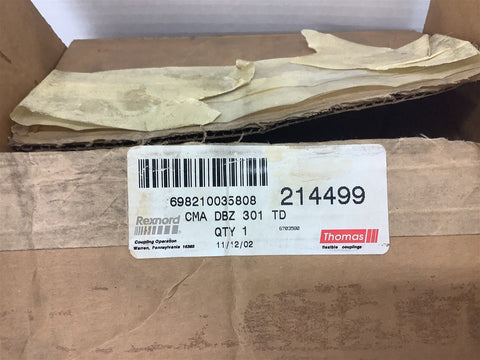 698210035808
214499
Rexnord
CMA DBZ 301 TD
QTY 1
6703580
Coupling Operation
Warren, Pennsylvania 16365
11/12/02
Thomas
flexible couplings